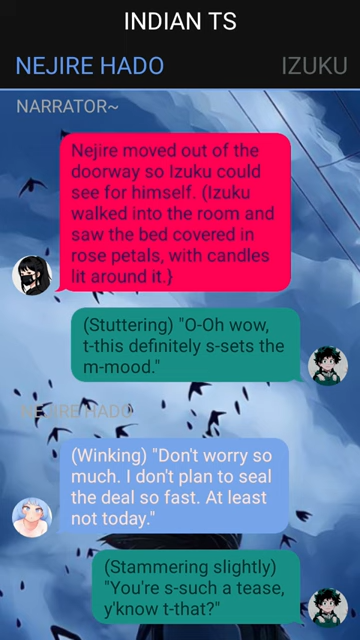 INDIAN TS
NEJIRE HADO
IZUKU
NARRATOR~
Nejire moved out of the
doorway so Izuku could
see for himself. (Izuku
walked into the room and
saw the bed covered in
rose petals, with candles
lit around it.}
(Stuttering) "O-Oh wow,
t-this definitely s-sets the
m-mood."
NEJIRE HADO
(Winking) "Don't worry so
much. I don't plan to seal
the deal so fast. At least
not today."
(Stammering slightly)
"You're s-such a tease,
y'know t-that?"